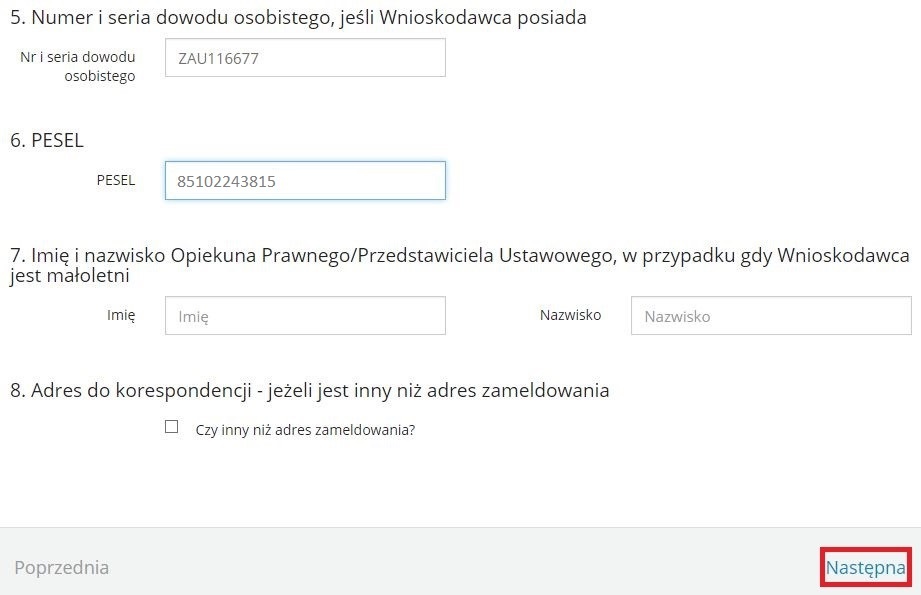 5. Numer i seria dowodu osobistego, jeśli Wnioskodawca posiada
Nr i seria dowodu
osobistego
ZAU116677
6. PESEL
PESEL
85102243815
7. Imię i nazwisko Opiekuna Prawnego/Przedstawiciela Ustawowego, w przypadku gdy Wnioskodawca
jest małoletni
Imię
Imię
Nazwisko
Nazwisko
8. Adres do korespondencji - jeżeli jest inny niż adres zameldowania
Czy inny niż adres zameldowania?
Poprzednia
Następna